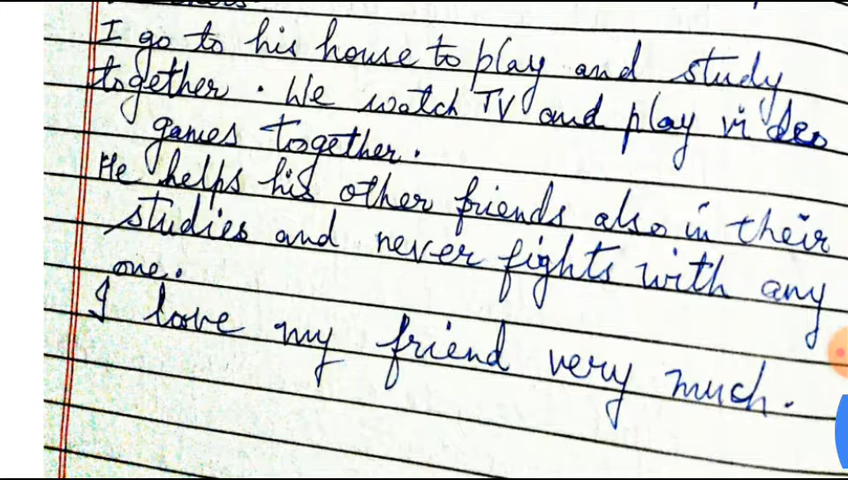 I go to his house to play and study
together. We watch TV and play video
games together.
He helps his other friends also in their
studies and never fights with any
one.
I love my friend very much.